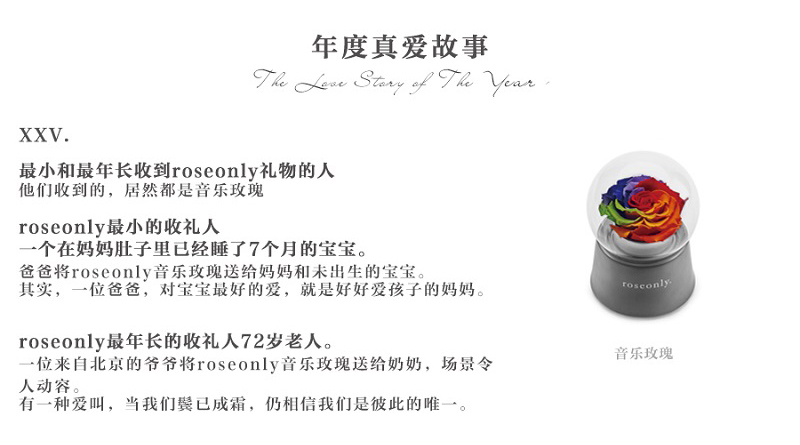 年度真爱故事
The Love Story of The Year
XXV.
最小和最年长收到roseonly礼物的人
他们收到的，居然都是音乐玫瑰
roseonly最小的收礼人
一个在妈妈肚子里已经睡了7个月的宝宝。
爸爸将roseonly音乐玫瑰送给妈妈和未出生的宝宝。
其实，一位爸爸，对宝宝最好的爱，就是好好爱孩子的妈妈。
roseonly最年长的收礼人72岁老人。
一位来自北京的爷爷将roseonly音乐玫瑰送给奶奶，场景令
人动容。
有一种爱叫，当我们鬓已成霜，仍相信我们是彼此的唯一。
roseonly.
音乐玫瑰